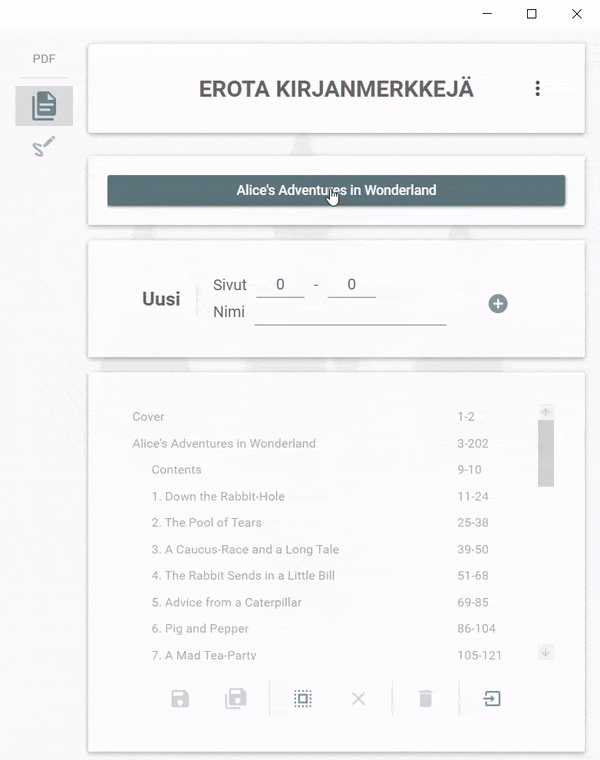 PDF
EROTA KIRJANMERKKEJÄ
Alice's Adventures in Wonderland
Uusi
Sivut 0 - 0
Nimi
Cover 1-2
Alice's Adventures in Wonderland 3-202
Contents 9-10
1. Down the Rabbit-Hole 11-24
2. The Pool of Tears 25-38
3. A Caucus-Race and a Long Tale 39-50
4. The Rabbit Sends in a Little Bill 51-68
5. Advice from a Caterpillar 69-85
6. Pig and Pepper 86-104
7. A Mad Tea-Party 105-121